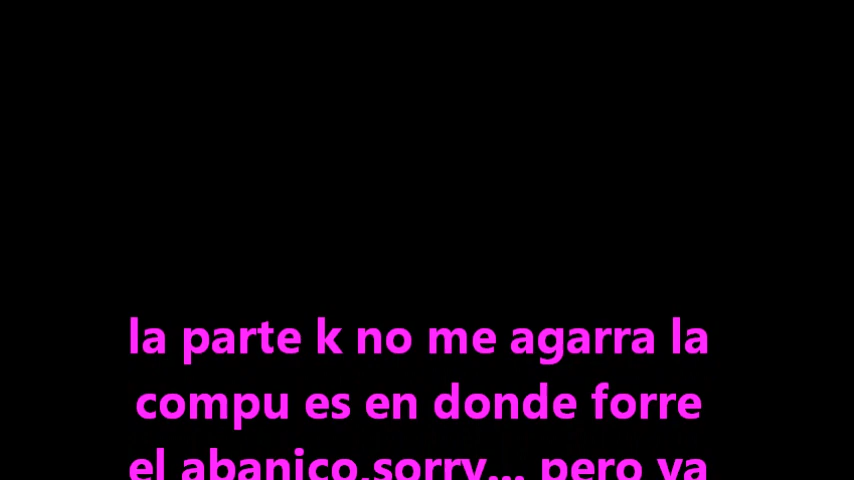 la parte k no me agarra la
compu es en donde forre
el abanico,sorry... pero ya